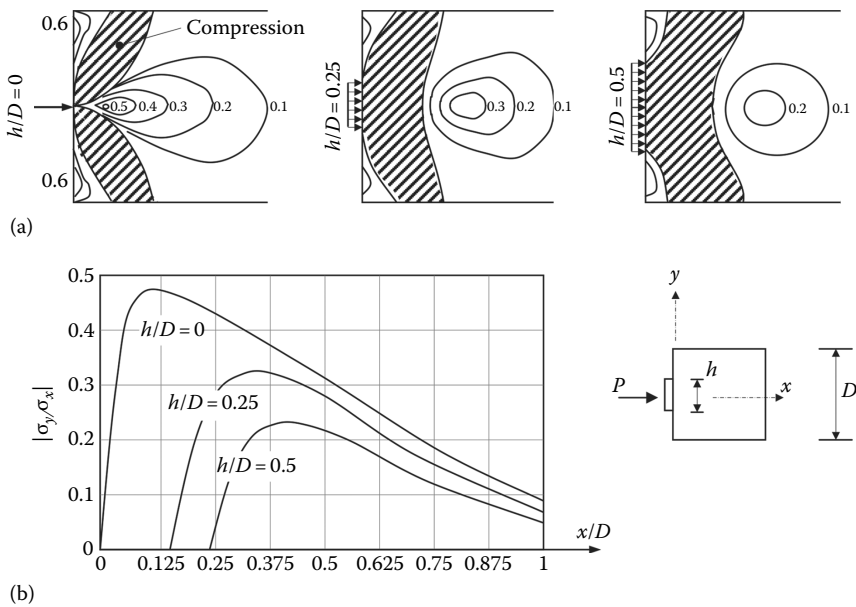 0.6
Compression
h/D = 0
0.5
0.4
0.3
0.2
0.1
0.6
h/D = 0.25
0.3
0.2
0.1
h/D = 0.5
0.2
0.1
(a)
0.5
0.4
0.3
0.2
0.1
0
|σy/σx|
h/D = 0
h/D = 0.25
h/D = 0.5
0 0.125 0.25 0.375 0.5 0.625 0.75 0.875 1
x/D
y
P
h
x
D
(b)